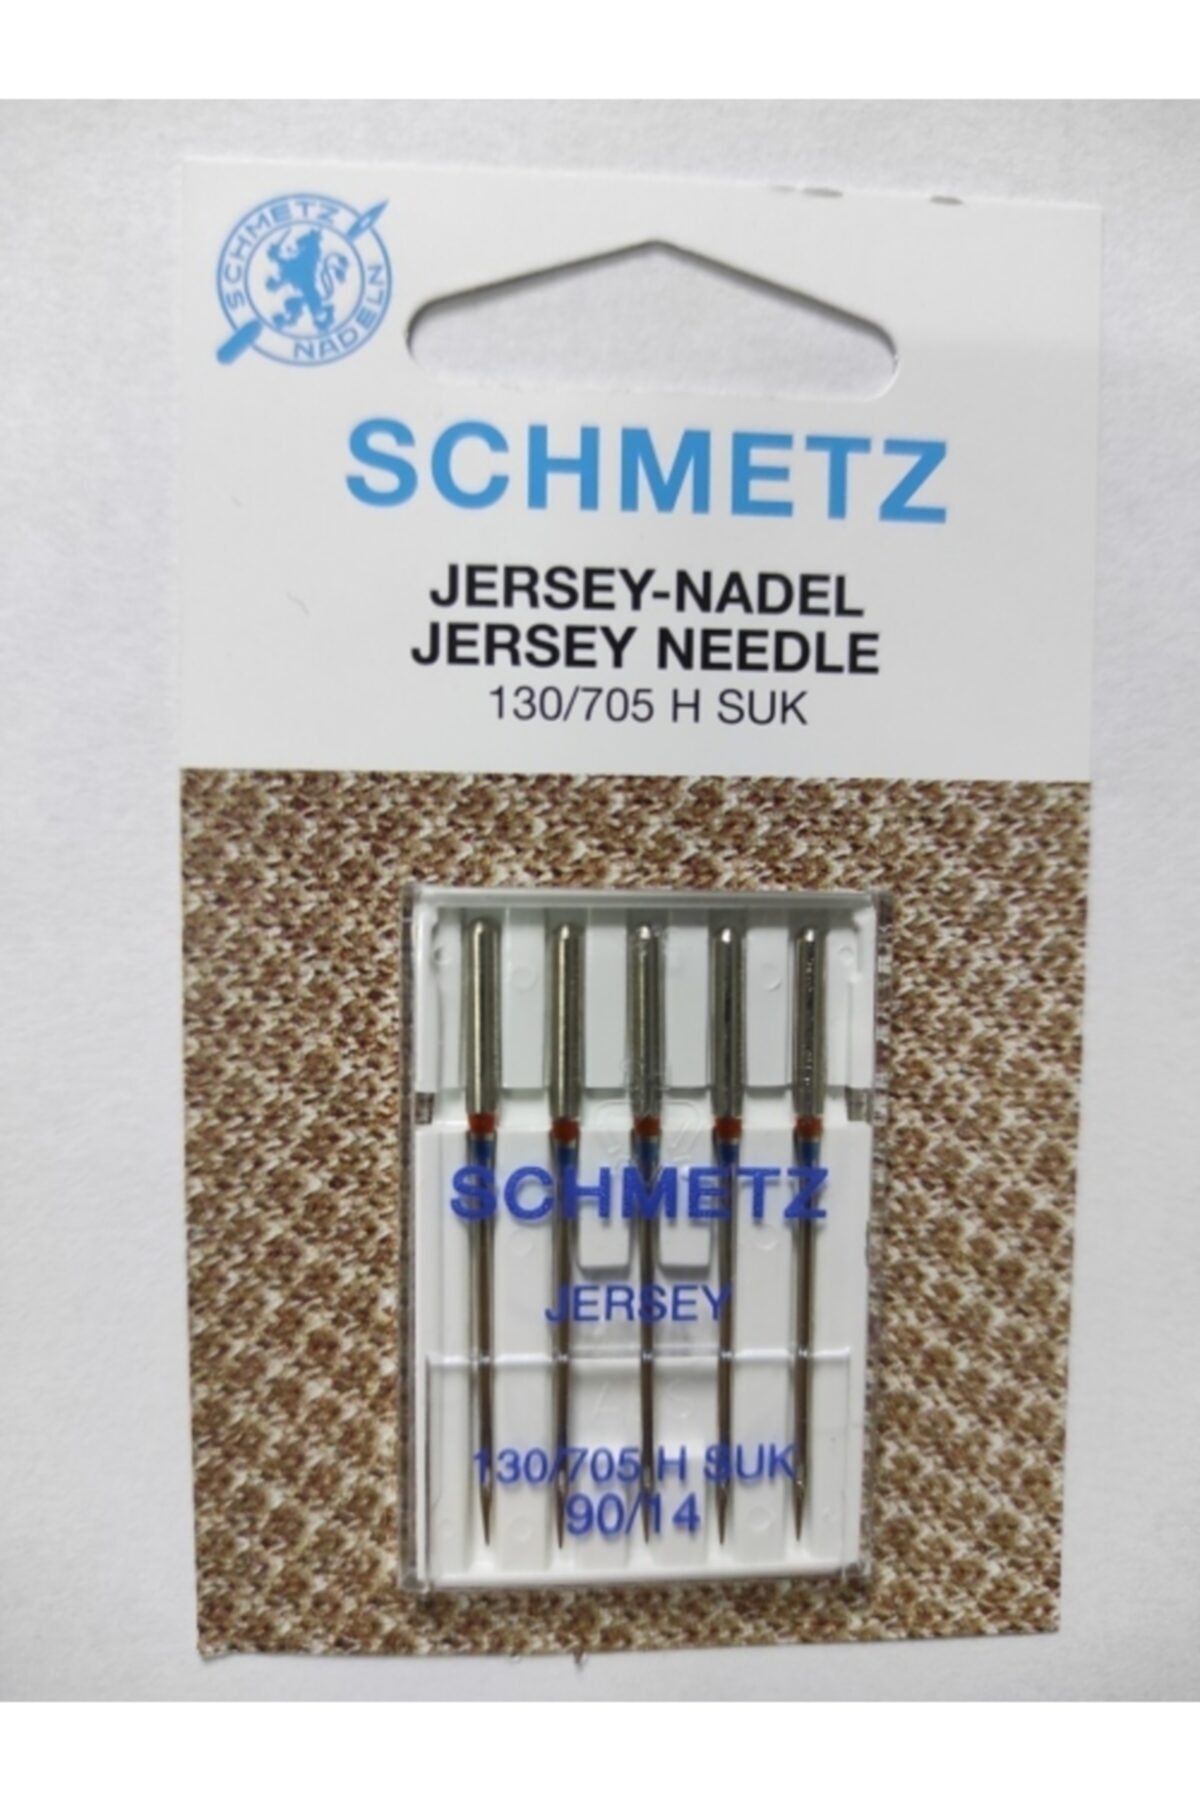 SCHMETZ
NADELN
SCHMETZ
JERSEY-NADEL
JERSEY NEEDLE
130/705 H SUK
SCHMETZ
JERSEY
130/705 H SUK
90/14